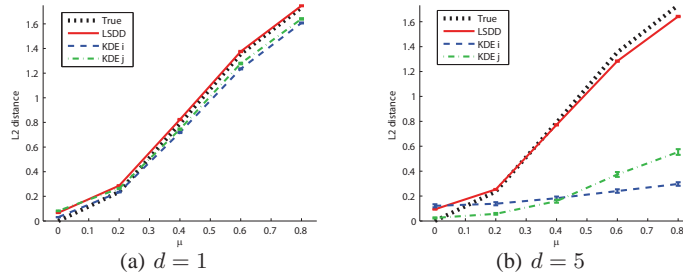 True
LSDD
KDE i
KDE j
L2 distance
1.6
1.4
1.2
1
0.8
0.6
0.4
0.2
0
0 0.1 0.2 0.3 0.4 0.5 0.6 0.7 0.8
μ
(a) d = 1
True
LSDD
KDE i
KDE j
L2 distance
1.6
1.4
1.2
1
0.8
0.6
0.4
0.2
0
0 0.1 0.2 0.3 0.4 0.5 0.6 0.7 0.8
μ
(b) d = 5